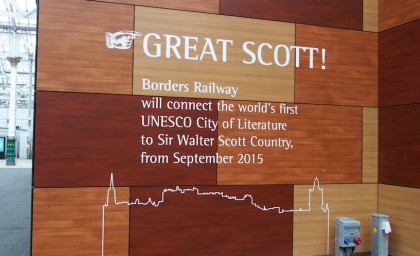 GREAT SCOTT!
Borders Railway
will connect the world's first
UNESCO City of Literature
to Sir Walter Scott Country,
from September 2015